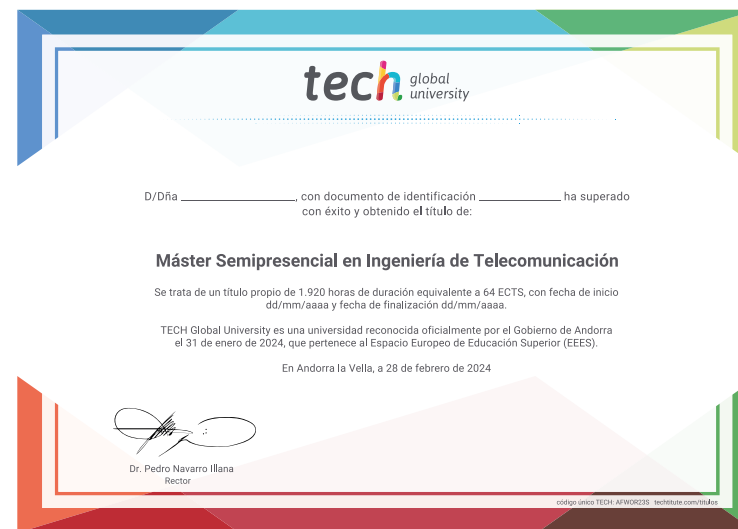 tech global university
D/Dña ____________________, con documento de identificación ______________ ha superado
con éxito y obtenido el título de:
Máster Semipresencial en Ingeniería de Telecomunicación
Se trata de un título propio de 1.920 horas de duración equivalente a 64 ECTS, con fecha de inicio
dd/mm/aaaa y fecha de finalización dd/mm/aaaa.
TECH Global University es una universidad reconocida oficialmente por el Gobierno de Andorra
el 31 de enero de 2024, que pertenece al Espacio Europeo de Educación Superior (EEES).
En Andorra la Vella, a 28 de febrero de 2024
Dr. Pedro Navarro Illana
Rector
código único TECH: AFWOR23S techtitute.com/titulos